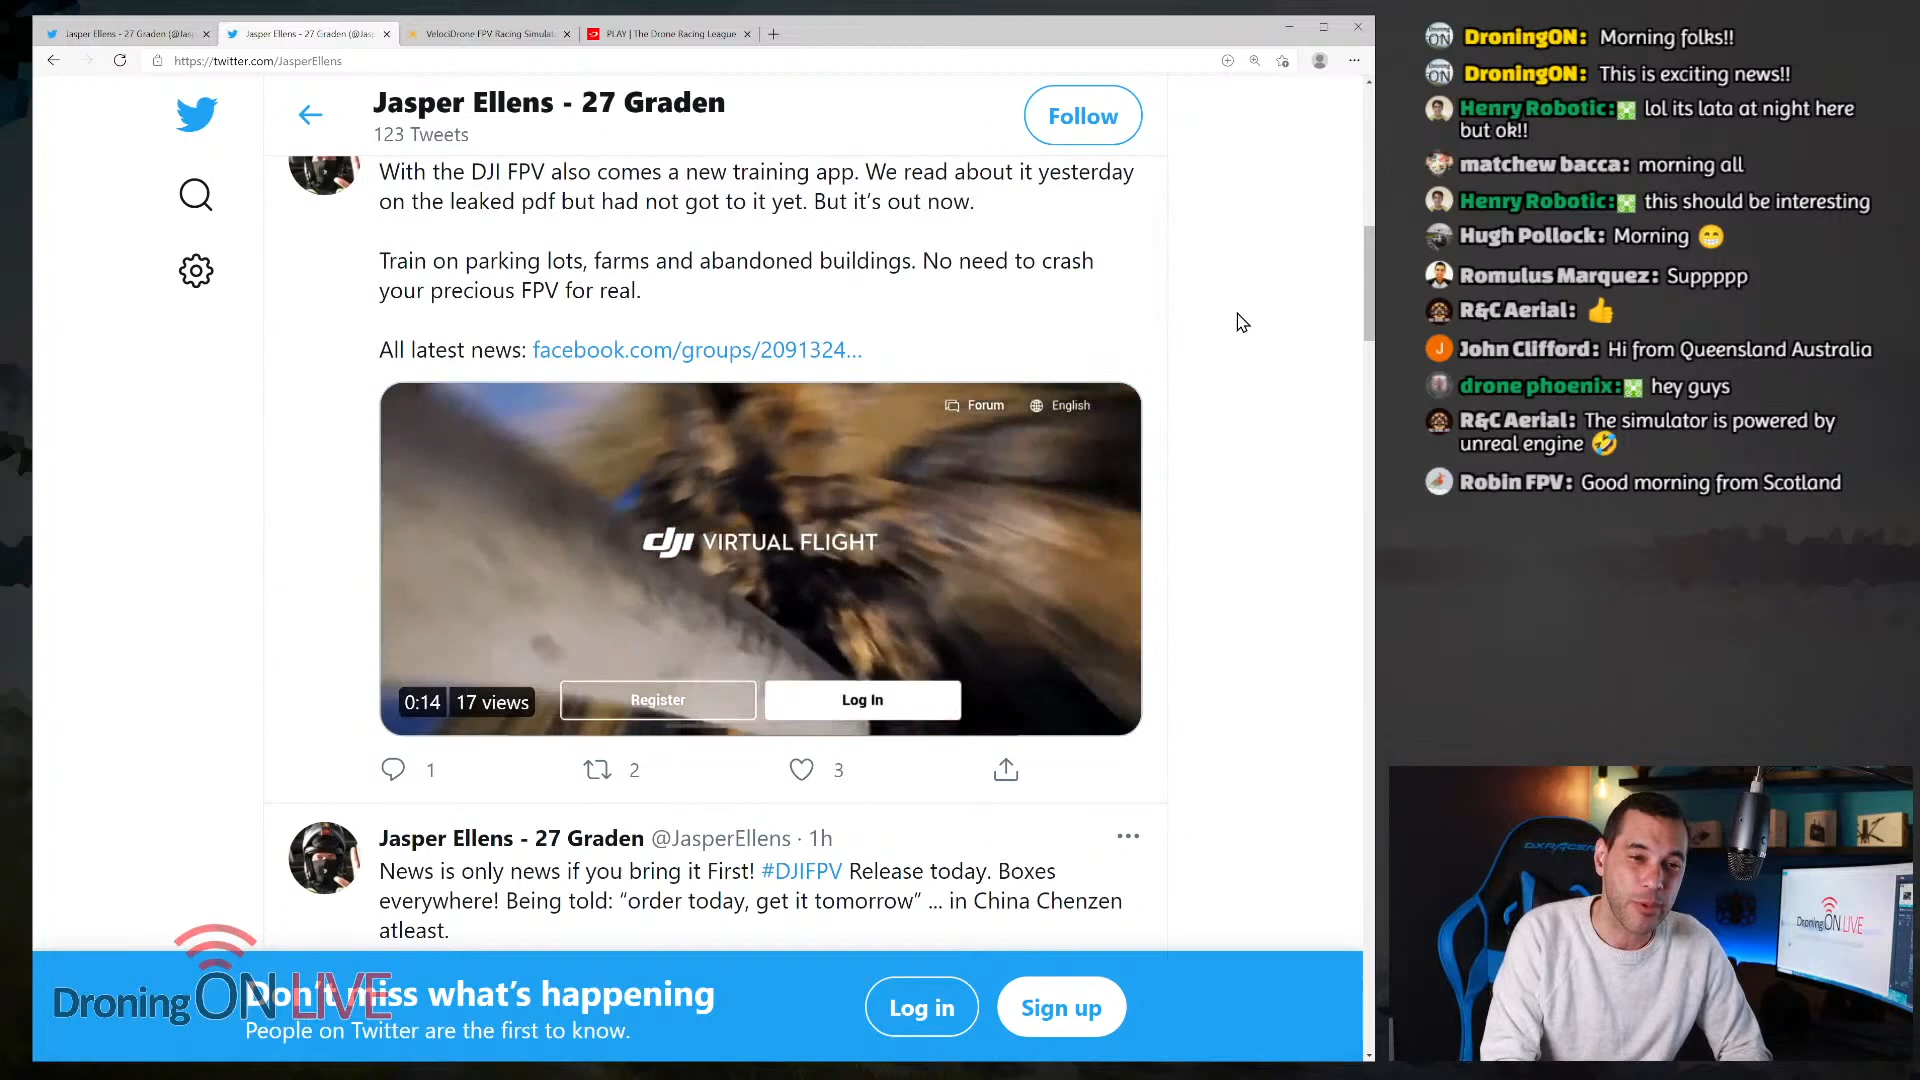 Jasper Ellens - 27 Graden (@Jas
Jasper Ellens - 27 Graden (@Jas
VelociDrone FPV Racing Simulat
PLAY | The Drone Racing League
https://twitter.com/JasperEllens
Jasper Ellens - 27 Graden
123 Tweets
Follow
With the DJI FPV also comes a new training app. We read about it yesterday
on the leaked pdf but had not got to it yet. But it’s out now.
Train on parking lots, farms and abandoned buildings. No need to crash
your precious FPV for real.
All latest news: facebook.com/groups/2091324...
Forum
English
dji VIRTUAL FLIGHT
0:14 17 views
Register
Log In
1
2
3
Jasper Ellens - 27 Graden @JasperEllens · 1h
News is only news if you bring it First! #DJIFPV Release today. Boxes
everywhere! Being told: “order today, get it tomorrow” ... in China Chenzen
atleast.
DroningON LIVE
Don’t miss what’s happening
People on Twitter are the first to know.
Log in
Sign up
DroningON: Morning folks!!
DroningON: This is exciting news!!
Henry Robotic: lol its lata at night here
but ok!!
matchew bacca: morning all
Henry Robotic: this should be interesting
Hugh Pollock: Morning 😁
Romulus Marquez: Suppppp
R&C Aerial: 👍
J John Clifford: Hi from Queensland Australia
drone phoenix: hey guys
R&C Aerial: The simulator is powered by
unreal engine 🤣
Robin FPV: Good morning from Scotland
DXRACER
DroningON LIVE